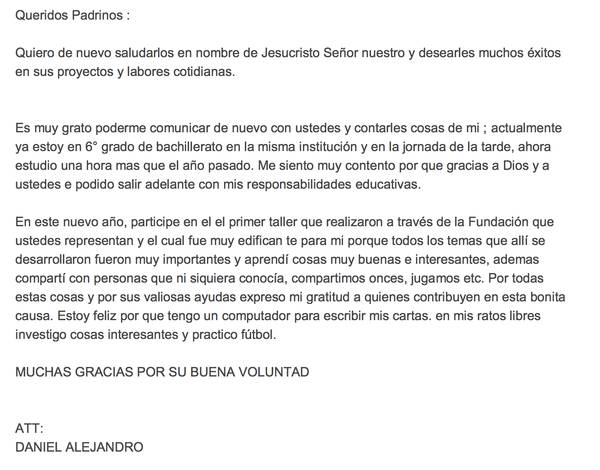 Queridos Padrinos :
Quiero de nuevo saludarlos en nombre de Jesucristo Señor nuestro y desearles muchos éxitos
en sus proyectos y labores cotidianas.
Es muy grato poderme comunicar de nuevo con ustedes y contarles cosas de mi ; actualmente
ya estoy en 6° grado de bachillerato en la misma institución y en la jornada de la tarde, ahora
estudio una hora mas que el año pasado. Me siento muy contento por que gracias a Dios y a
ustedes e podido salir adelante con mis responsabilidades educativas.
En este nuevo año, participe en el el primer taller que realizaron a través de la Fundación que
ustedes representan y el cual fue muy edifican te para mi porque todos los temas que allí se
desarrollaron fueron muy importantes y aprendí cosas muy buenas e interesantes, ademas
compartí con personas que ni siquiera conocía, compartimos onces, jugamos etc. Por todas
estas cosas y por sus valiosas ayudas expreso mi gratitud a quienes contribuyen en esta bonita
causa. Estoy feliz por que tengo un computador para escribir mis cartas. en mis ratos libres
investigo cosas interesantes y practico fútbol.
MUCHAS GRACIAS POR SU BUENA VOLUNTAD
ATT:
DANIEL ALEJANDRO